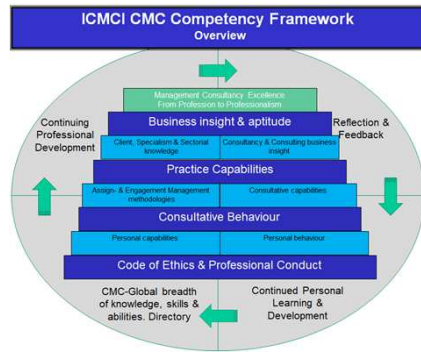 ICMCI CMC Competency Framework
Overview
Management Consultancy Excellence
From Profession to Professionalism
Continuing
Professional
Development
Business insight & aptitude
Reflection &
Feedback
Client, Specialism & Sectorial
knowledge
Consultancy & Consulting business
insight
Practice Capabilities
Assign- & Engagement Management
methodologies
Consultative capabilities
Consultative Behaviour
Personal capabilities
Personal behaviour
Code of Ethics & Professional Conduct
CMC-Global breadth
of knowledge, skills &
abilities. Directory
Continued Personal
Learning &
Development